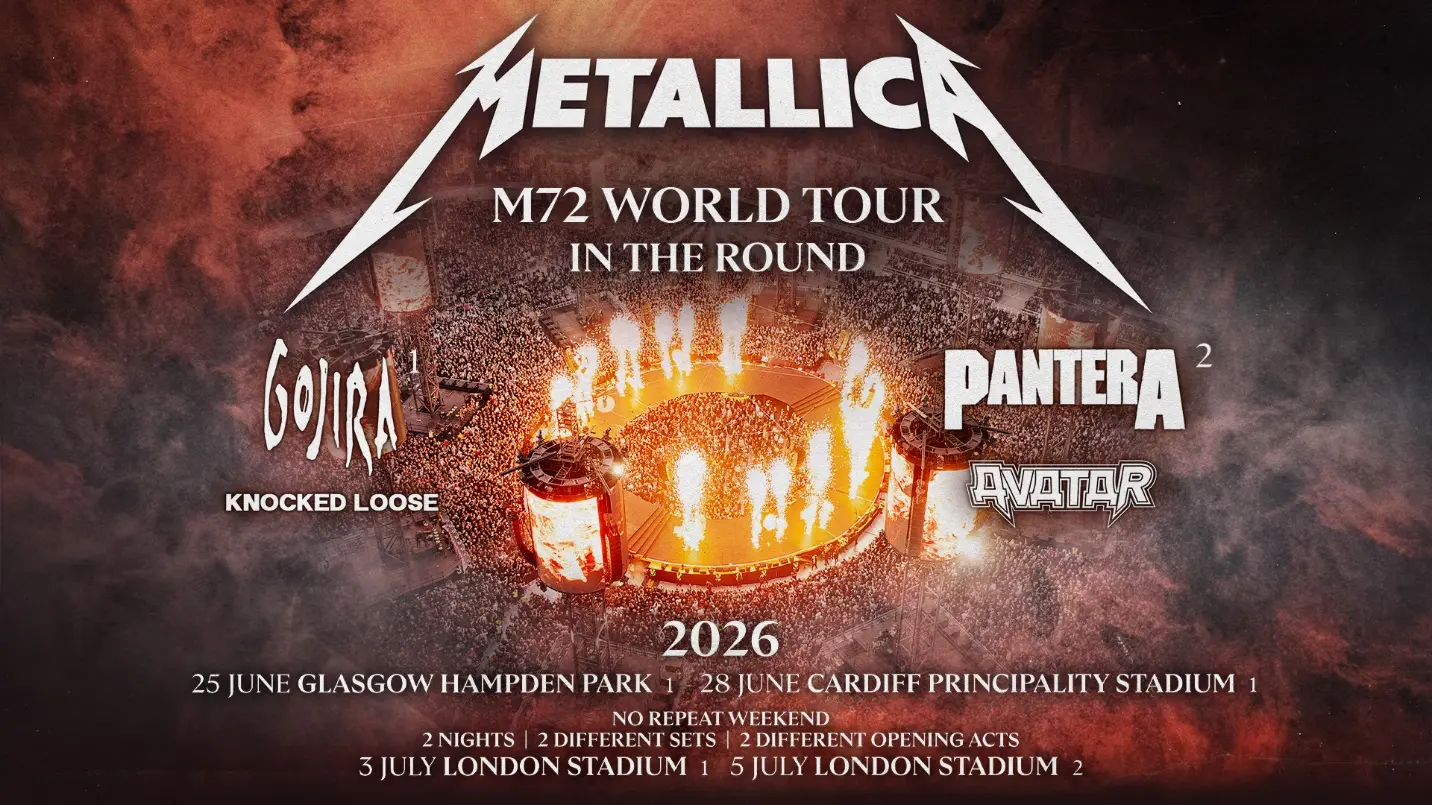 METALLICA
M72 WORLD TOUR
IN THE ROUND
GOJIRA 1
KNOCKED LOOSE
PANTERA 2
AVATAR
2026
25 JUNE GLASGOW HAMPDEN PARK 1 28 JUNE CARDIFF PRINCIPALITY STADIUM 1
NO REPEAT WEEKEND
2 NIGHTS | 2 DIFFERENT SETS | 2 DIFFERENT OPENING ACTS
3 JULY LONDON STADIUM 1 5 JULY LONDON STADIUM 2